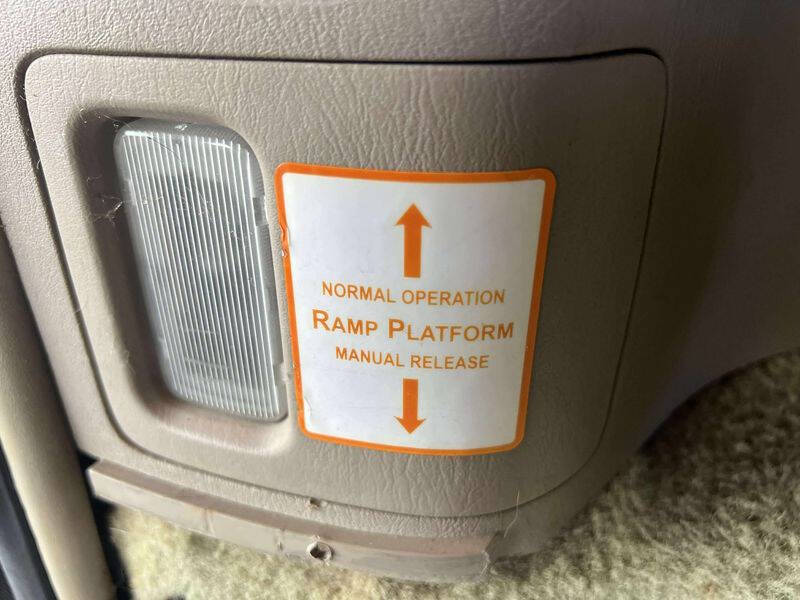 NORMAL OPERATION
RAMP PLATFORM
MANUAL RELEASE